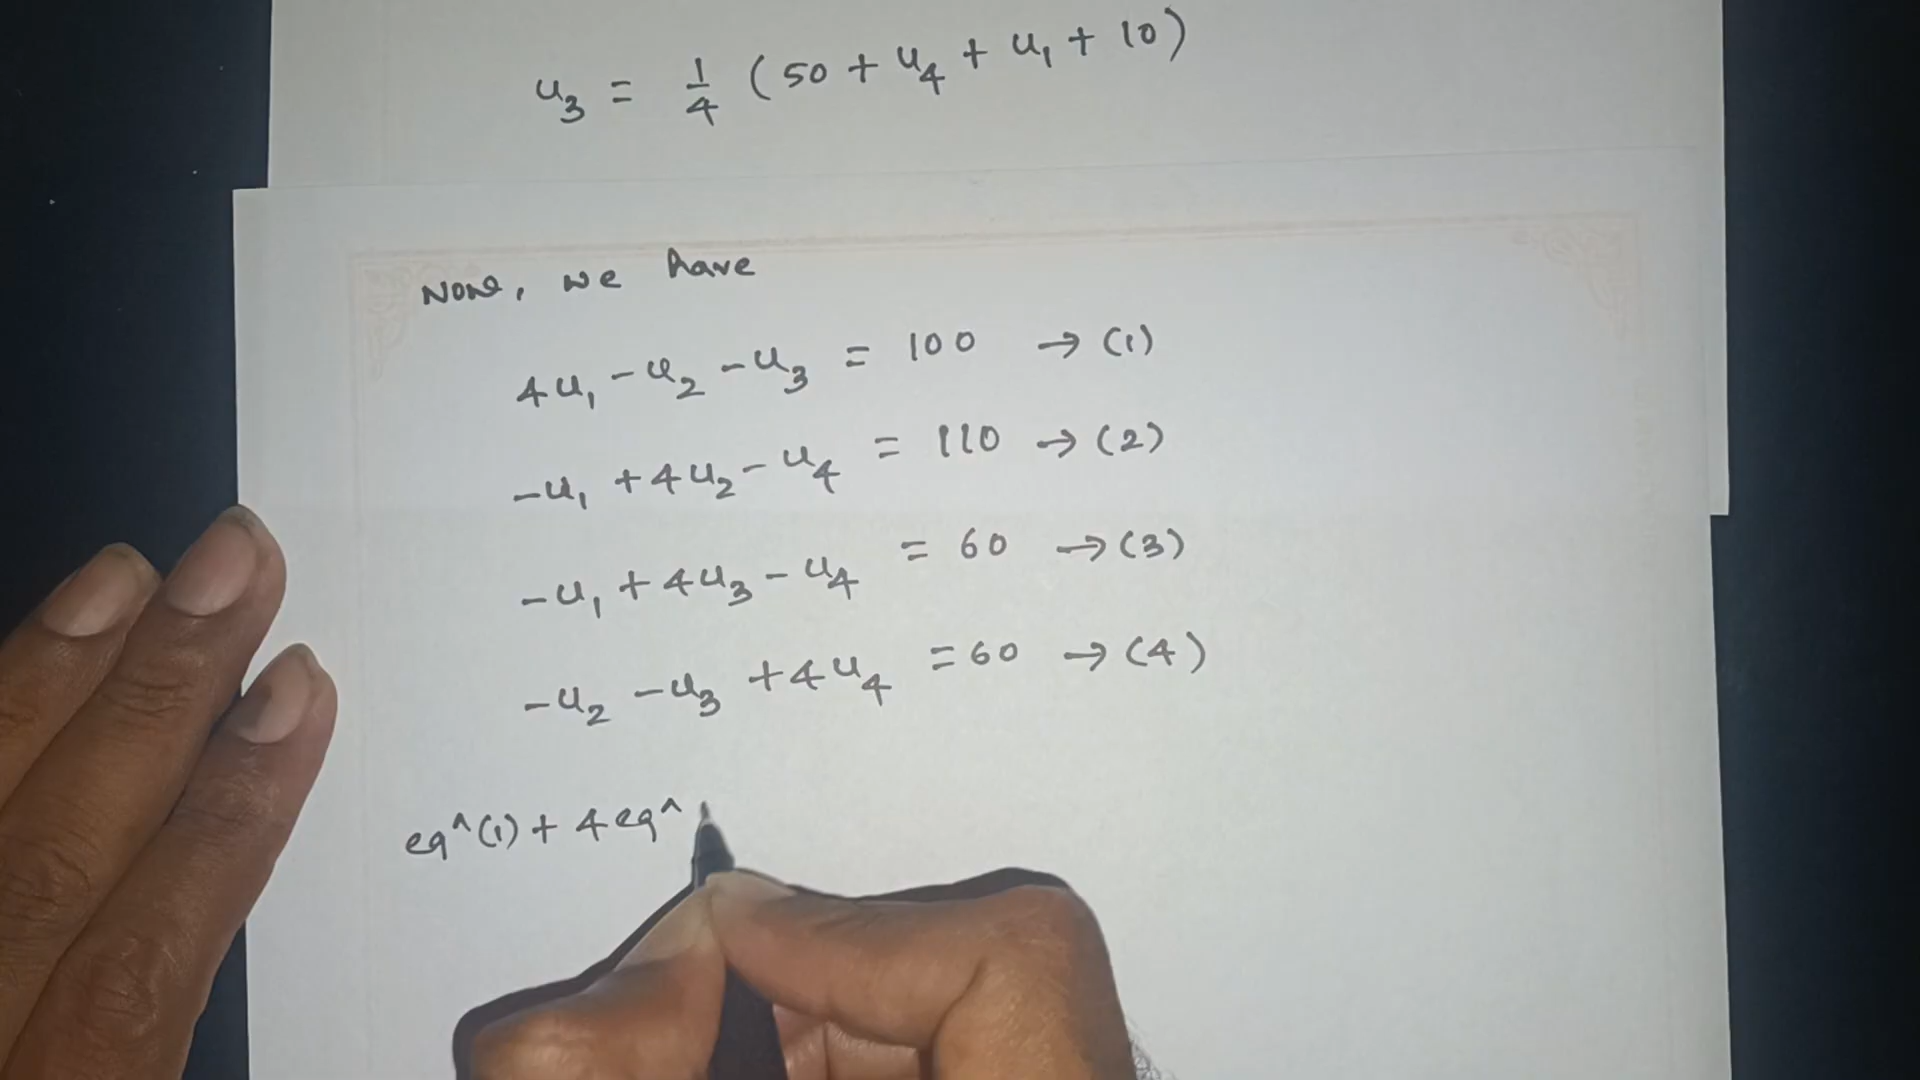 u₃ = 1/4 (50 + u₄ + u₁ + 10)
Now, we have
4u₁ - u₂ - u₃ = 100 → (1)
-u₁ + 4u₂ - u₄ = 110 → (2)
-u₁ + 4u₃ - u₄ = 60 → (3)
-u₂ - u₃ + 4u₄ = 60 → (4)
eq^(1) + 4eq^